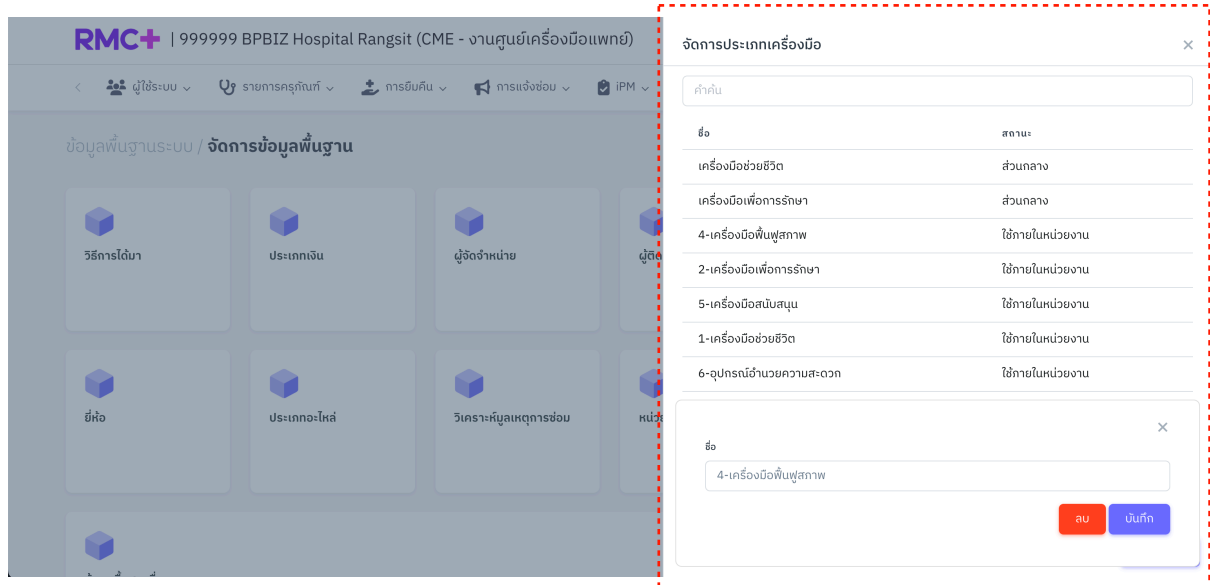 RMC+ | 999999 BPBIZ Hospital Rangsit (CME - งานศูนย์เครื่องมือแพทย์)
ผู้ใช้ระบบ รายการครุภัณฑ์ การยืมคืน การแจ้งซ่อม iPM
ข้อมูลพื้นฐานระบบ / จัดการข้อมูลพื้นฐาน
วิธีการได้มา ประเภทเงิน ผู้จัดจำหน่าย
ยี่ห้อ ประเภทอะไหล่ วิเคราะห์มูลเหตุการซ่อม
จัดการประเภทเครื่องมือ
คำค้น
ชื่อ สถานะ
เครื่องมือช่วยชีวิต ส่วนกลาง
เครื่องมือเพื่อการรักษา ส่วนกลาง
4-เครื่องมือฟื้นฟูสภาพ ใช้ภายในหน่วยงาน
2-เครื่องมือเพื่อการรักษา ใช้ภายในหน่วยงาน
5-เครื่องมือสนับสนุน ใช้ภายในหน่วยงาน
1-เครื่องมือช่วยชีวิต ใช้ภายในหน่วยงาน
6-อุปกรณ์อำนวยความสะดวก ใช้ภายในหน่วยงาน
ชื่อ
4-เครื่องมือฟื้นฟูสภาพ
ลบ บันทึก